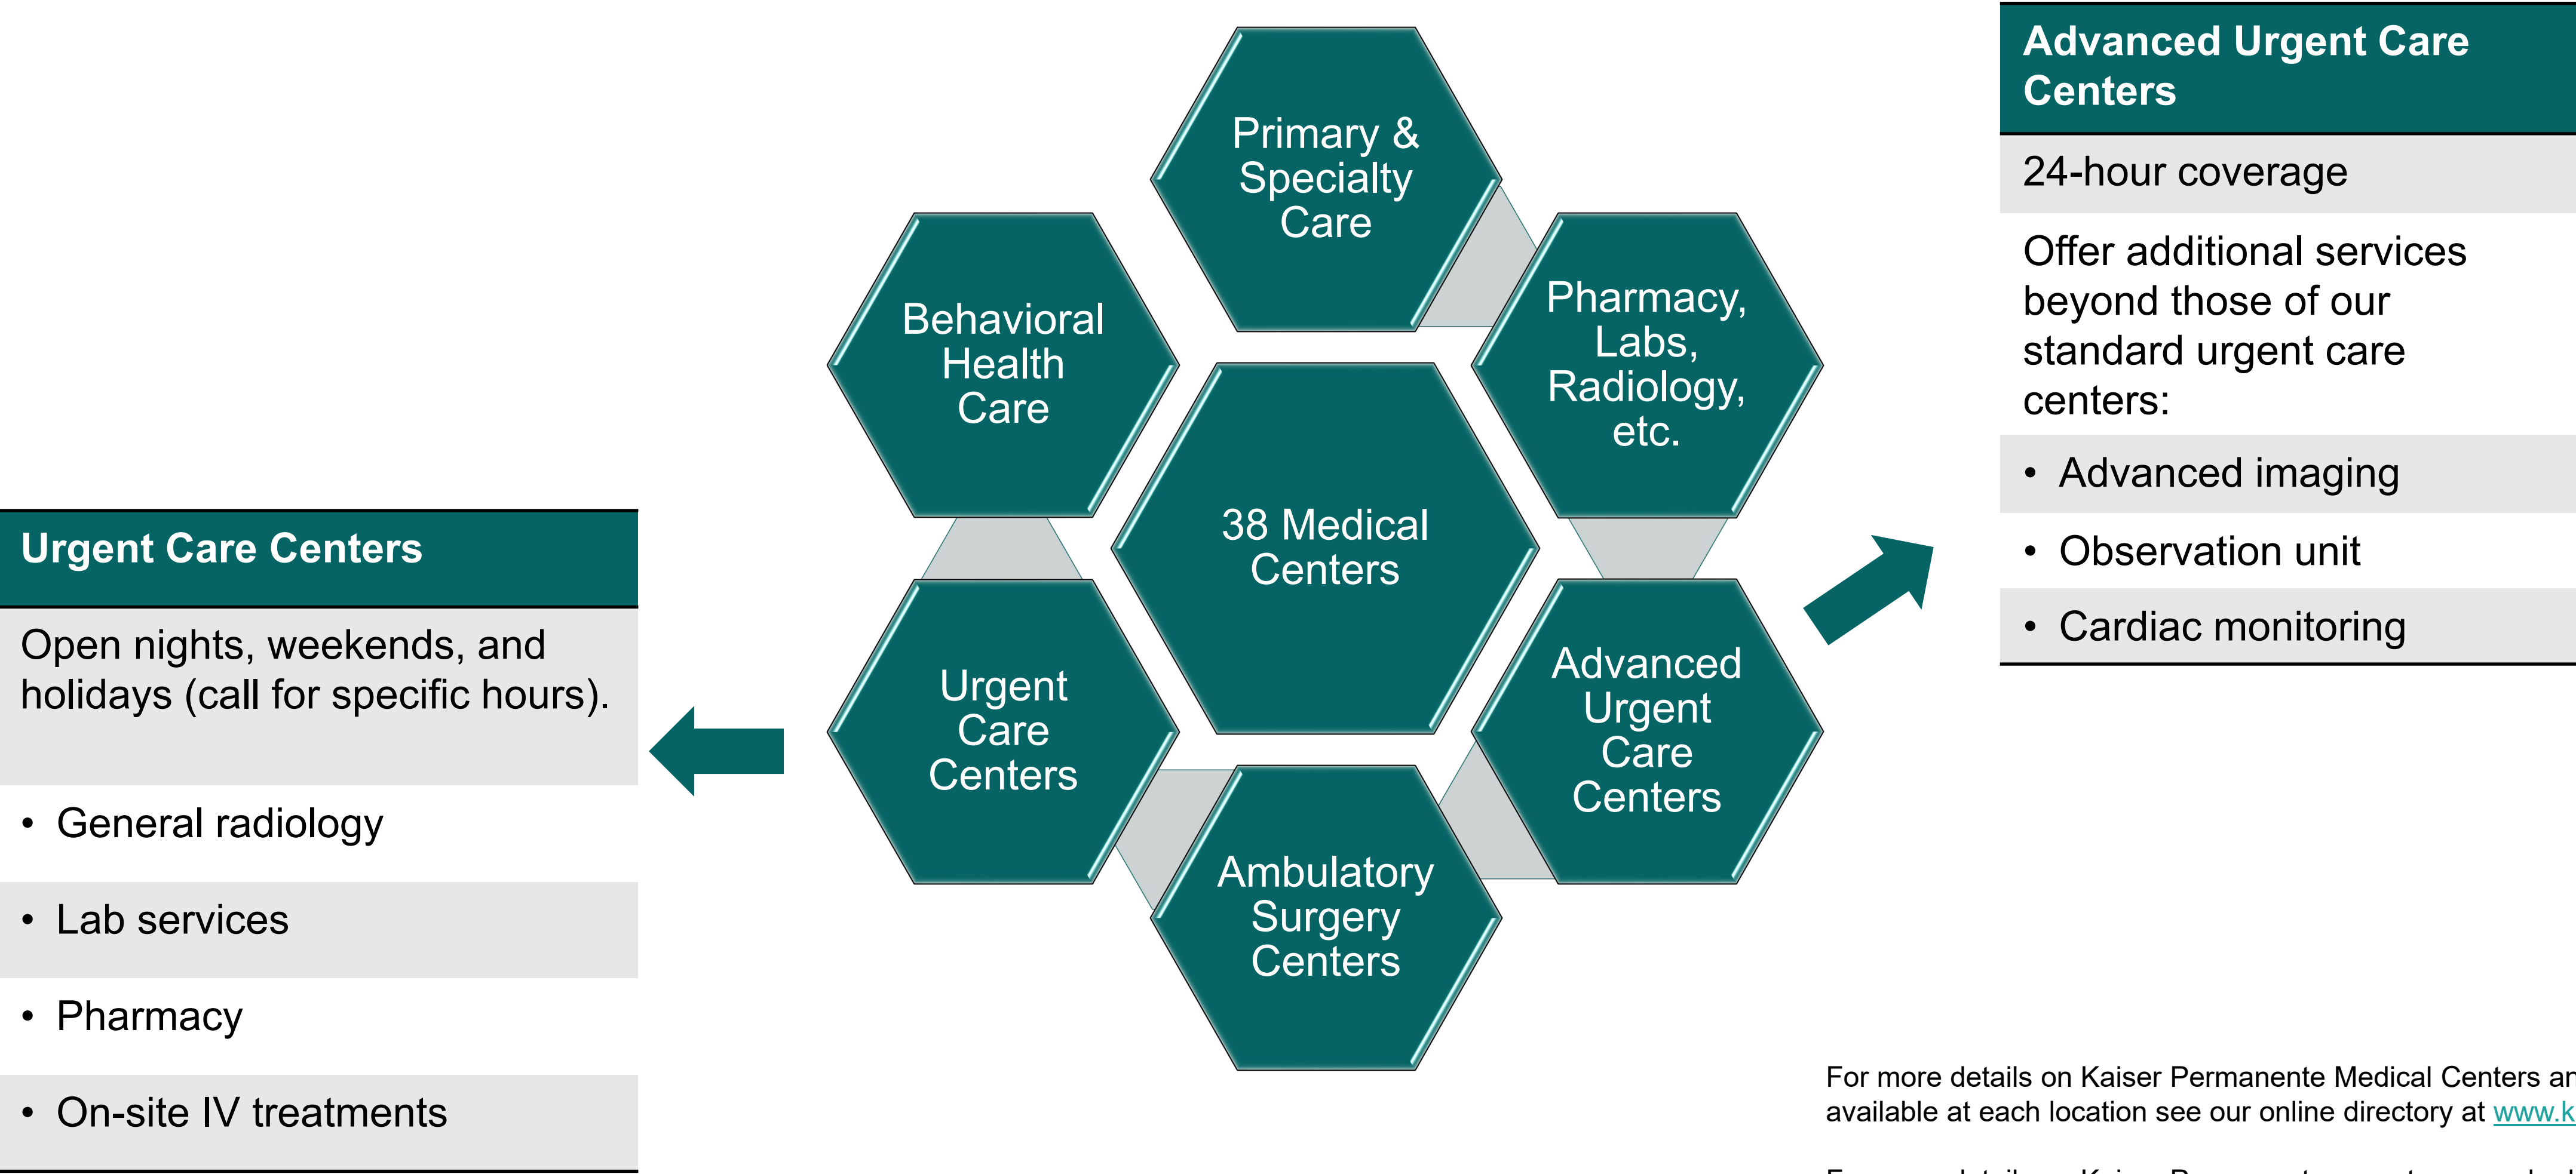 Primary &
Specialty
Care
Behavioral
Health
Care
Pharmacy,
Labs,
Radiology,
etc.
38 Medical
Centers
Urgent
Care
Centers
Advanced
Urgent
Care
Centers
Ambulatory
Surgery
Centers
Urgent Care Centers
Open nights, weekends, and
holidays (call for specific hours).
• General radiology
• Lab services
• Pharmacy
• On-site IV treatments
Advanced Urgent Care
Centers
24-hour coverage
Offer additional services
beyond those of our
standard urgent care
centers:
• Advanced imaging
• Observation unit
• Cardiac monitoring
For more details on Kaiser Permanente Medical Centers
available at each location see our online directory at